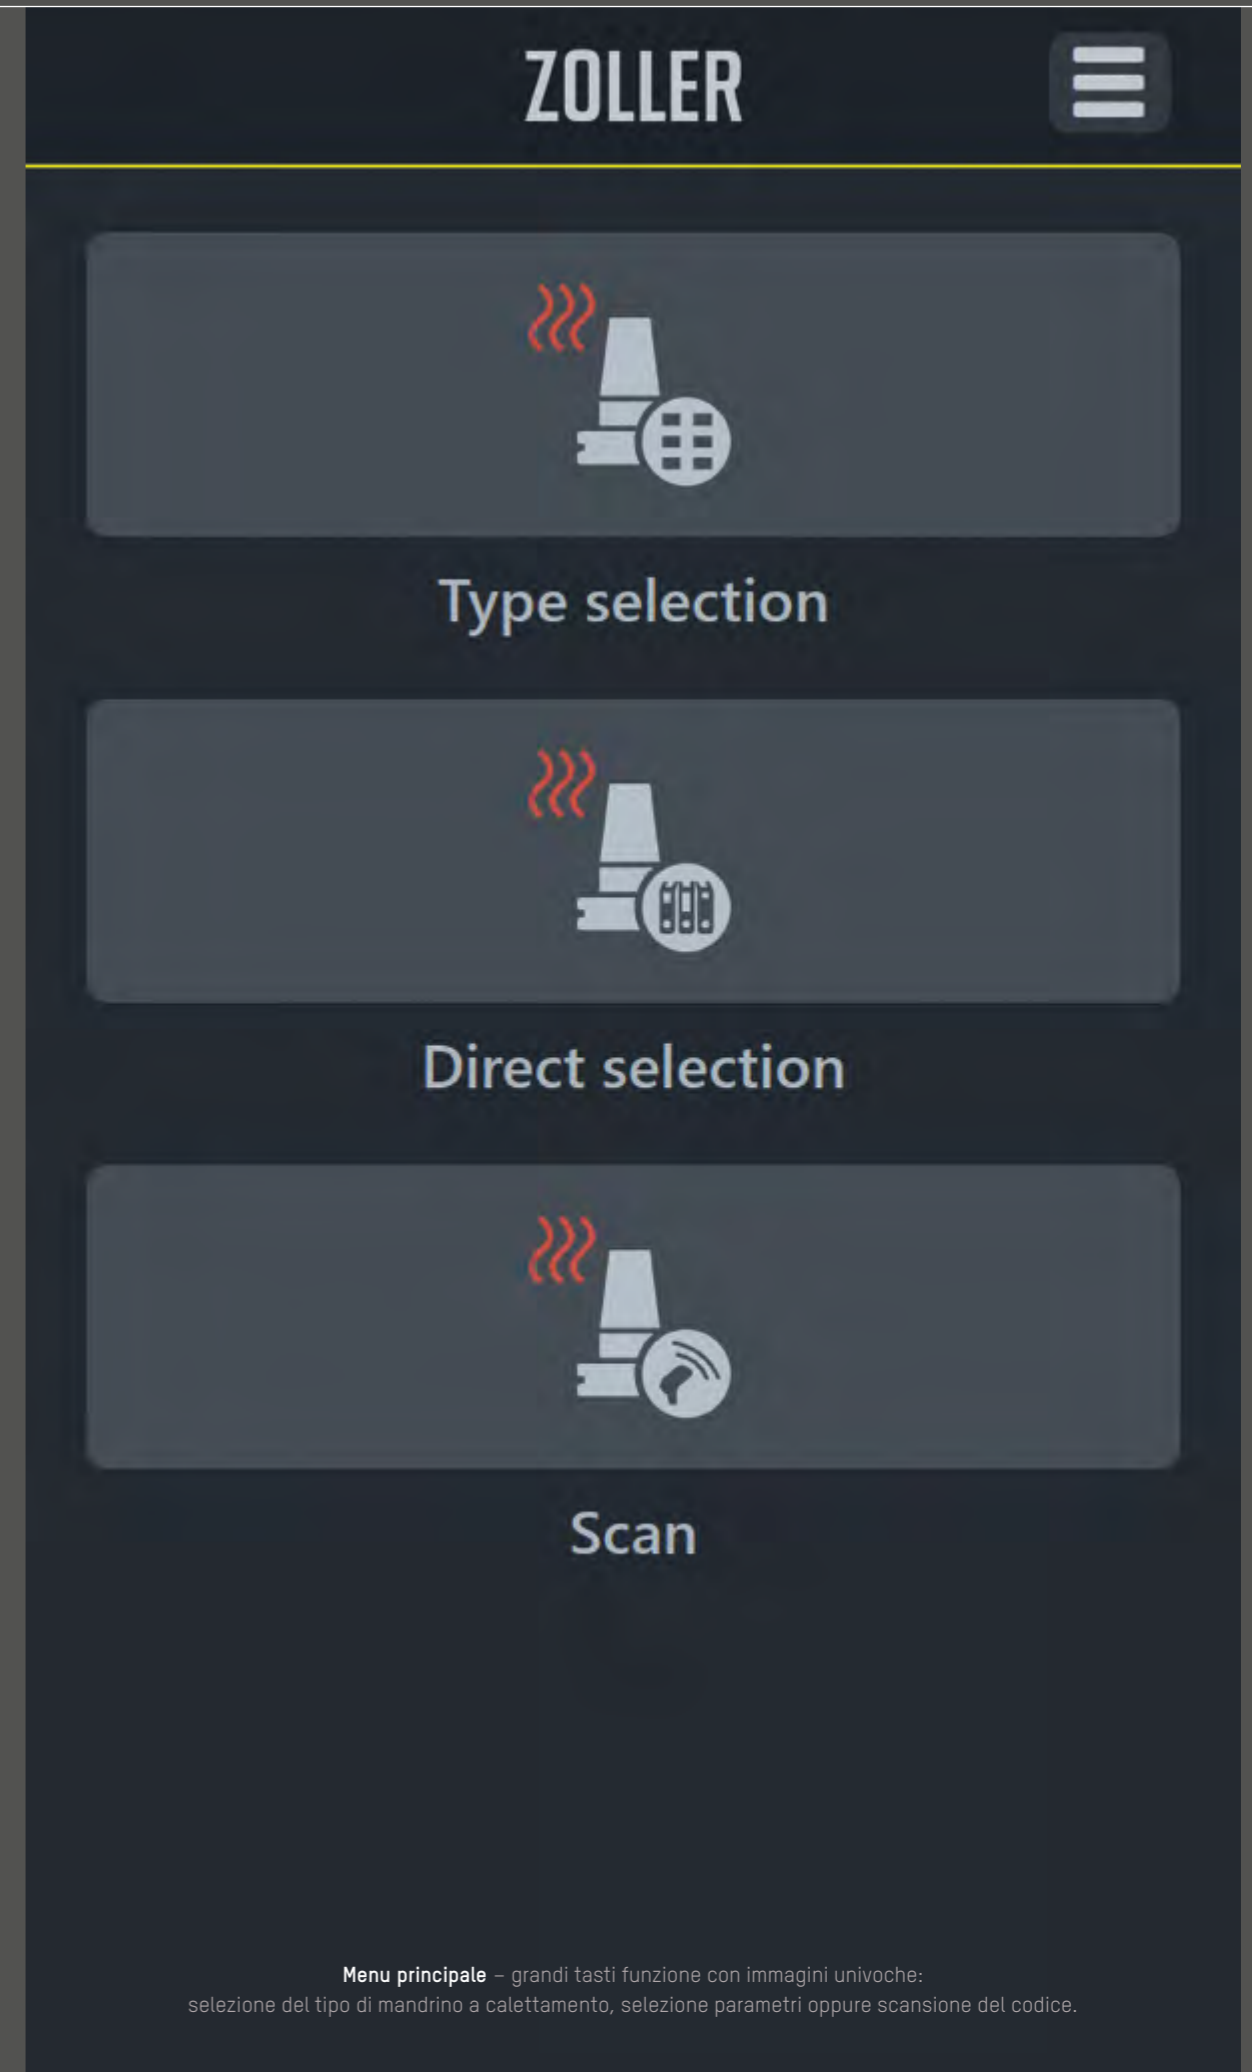 ZOLLER
Type selection
Direct selection
Scan
Menu principale – grandi tasti funzione con immagini univoche:
selezione del tipo di mandrino a calettamento, selezione parametri oppure scansione del codice.